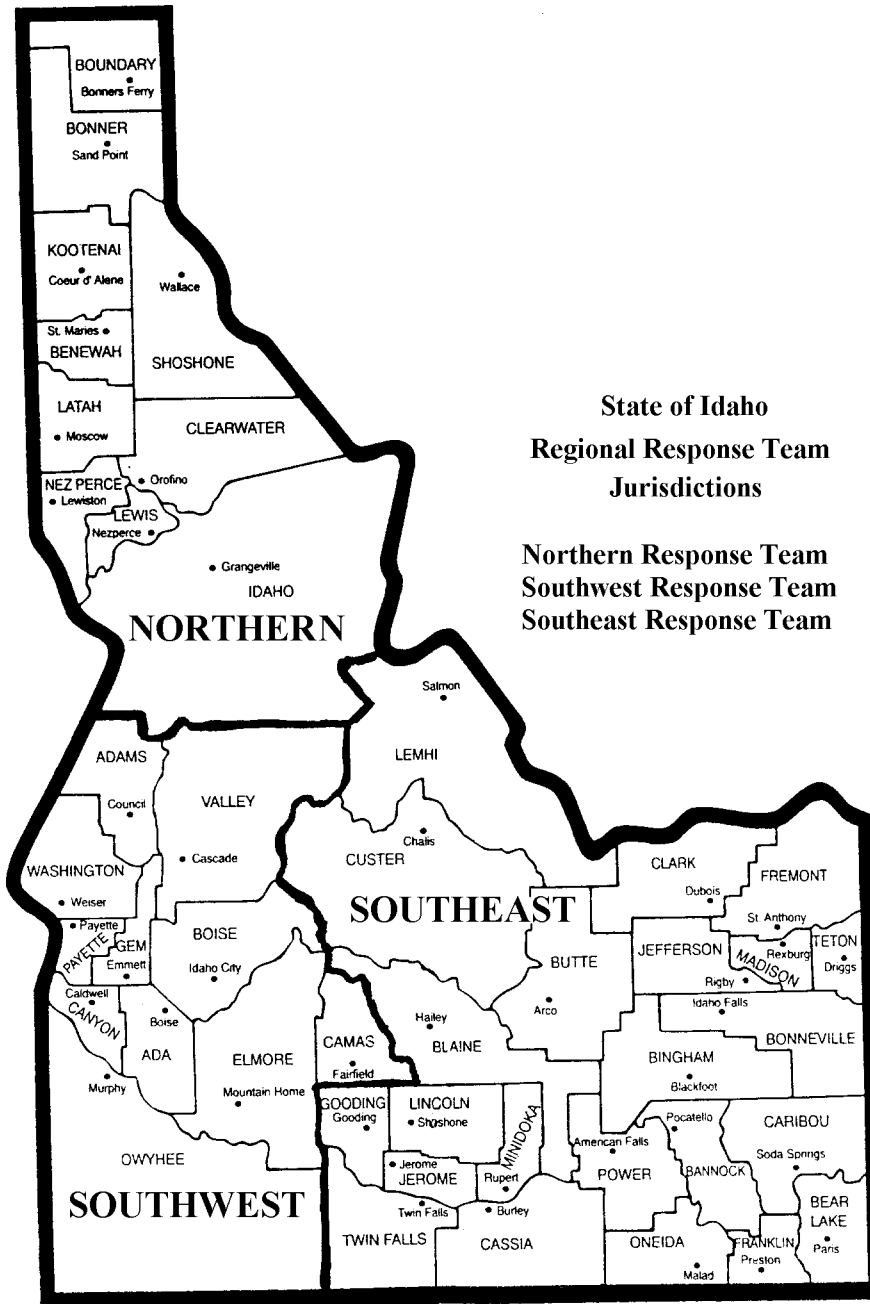 BOUNDARY
Bonners Ferry
BONNER
Sand Point
KOOTENAI
Coeur d' Alene
Wallace
St. Maries
BENEWAH
SHOSHONE
LATAH
Moscow
CLEARWATER
NEZ PERCE
Lewiston
Orofino
LEWIS
Nezperce
Grangeville
IDAHO
NORTHERN
State of Idaho
Regional Response Team
Jurisdictions
Northern Response Team
Southwest Response Team
Southeast Response Team
Salmon
LEMHI
ADAMS
Council
VALLEY
Cascade
Chalis
CUSTER
WASHINGTON
Weiser
CLARK
Dubois
FREMONT
St. Anthony
SOUTHEAST
Payette
PAYETTE
GEM
Emmett
BOISE
Idaho City
BUTTE
Arco
JEFFERSON
Rigby
MADISON
Rexburg
TETON
Driggs
Caldwell
CANYON
Boise
ADA
Murphy
ELMORE
Mountain Home
CAMAS
Fairfield
Hailey
BLAINE
Idaho Falls
BONNEVILLE
BINGHAM
Blackfoot
GOODING
Gooding
LINCOLN
Shoshone
MINIDOKA
Rupert
Jerome
JEROME
American Falls
POWER
Pocatello
BANNOCK
CARIBOU
Soda Springs
OWYHEE
SOUTHWEST
Twin Falls
TWIN FALLS
Burley
CASSIA
ONEIDA
Malad
FRANKLIN
Preston
BEAR
LAKE
Paris